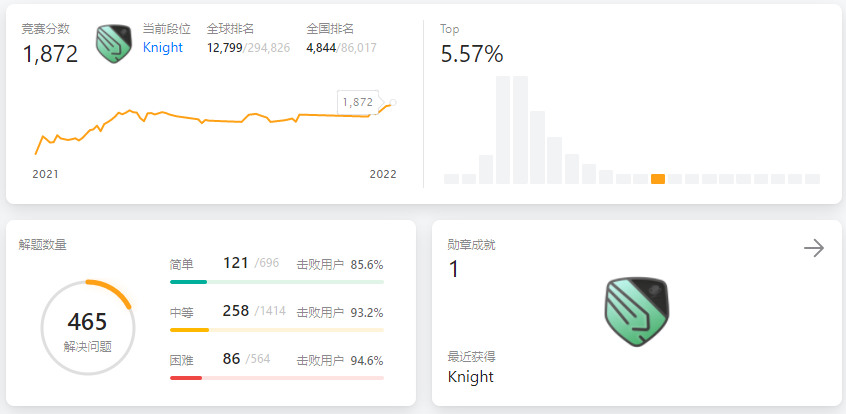 竞赛分数
1,872
当前段位
Knight
全球排名
12,799/294,826
全国排名
4,844/86,017
1,872
2021
2022
Top
5.57%
解题数量
465
解决问题
简单 121 /696 击败用户 85.6%
中等 258 /1414 击败用户 93.2%
困难 86 /564 击败用户 94.6%
勋章成就
1
最近获得
Knight